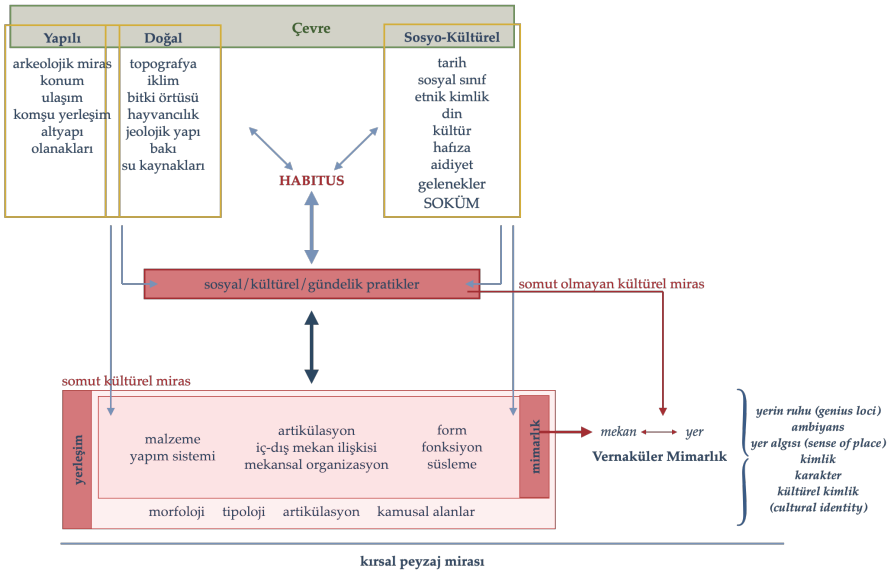 Çevre
Yapılı
arkeolojik miras
konum
ulaşım
komşu yerleşim
altyapı
olanakları
Doğal
topografya
iklim
bitki örtüsü
hayvancılık
jeolojik yapı
bakı
su kaynakları
Sosyo-Kültürel
tarih
sosyal sınıf
etnik kimlik
din
kültür
hafıza
aidiyet
gelenekler
SOKÜM
HABITUS
sosyal/kültürel/gündelik pratikler
somut olmayan kültürel miras
somut kültürel miras
yerleşim
malzeme
yapım sistemi
artikülasyon
iç-dış mekan ilişkisi
mekansal organizasyon
form
fonksiyon
süsleme
mimarlık
morfoloji tipoloji artikülasyon kamusal alanlar
mekan yer
Vernaküler Mimarlık
yerin ruhu (genius loci)
ambiyans
yer algısı (sense of place)
kimlik
karakter
kültürel kimlik
(cultural identity)
kırsal peyzaj mirası